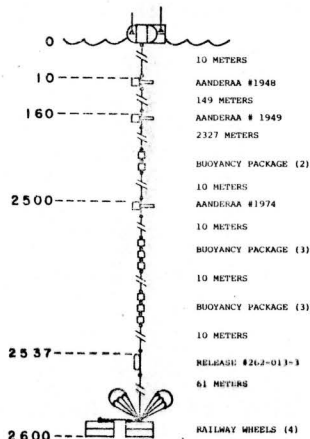 0
10 METERS
10
AANDERAA #1948
149 METERS
160
AANDERAA # 1949
2327 METERS
BUOYANCY PACKAGE (2)
10 METERS
2500
AANDERAA #1974
10 METERS
BUOYANCY PACKAGE (3)
10 METERS
BUOYANCY PACKAGE (3)
10 METERS
2537
RELEASE #262-013-3
61 METERS
2600
RAILWAY WHEELS (4)